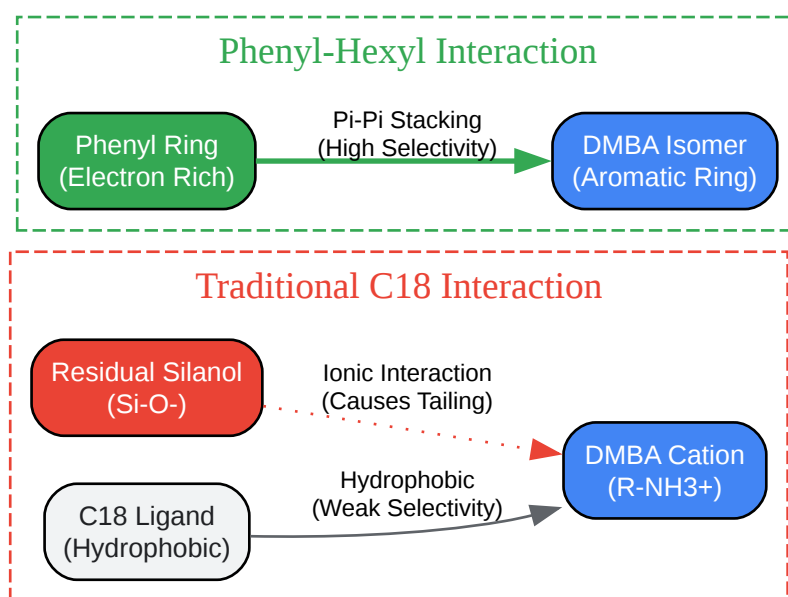 Phenyl-Hexyl Interaction
Phenyl Ring
(Electron Rich)
Pi-Pi Stacking
(High Selectivity)
DMBA Isomer
(Aromatic Ring)
Traditional C18 Interaction
Residual Silanol
(Si-O-)
Ionic Interaction
(Causes Tailing)
DMBA Cation
(R-NH3+)
Hydrophobic
(Weak Selectivity)
C18 Ligand
(Hydrophobic)